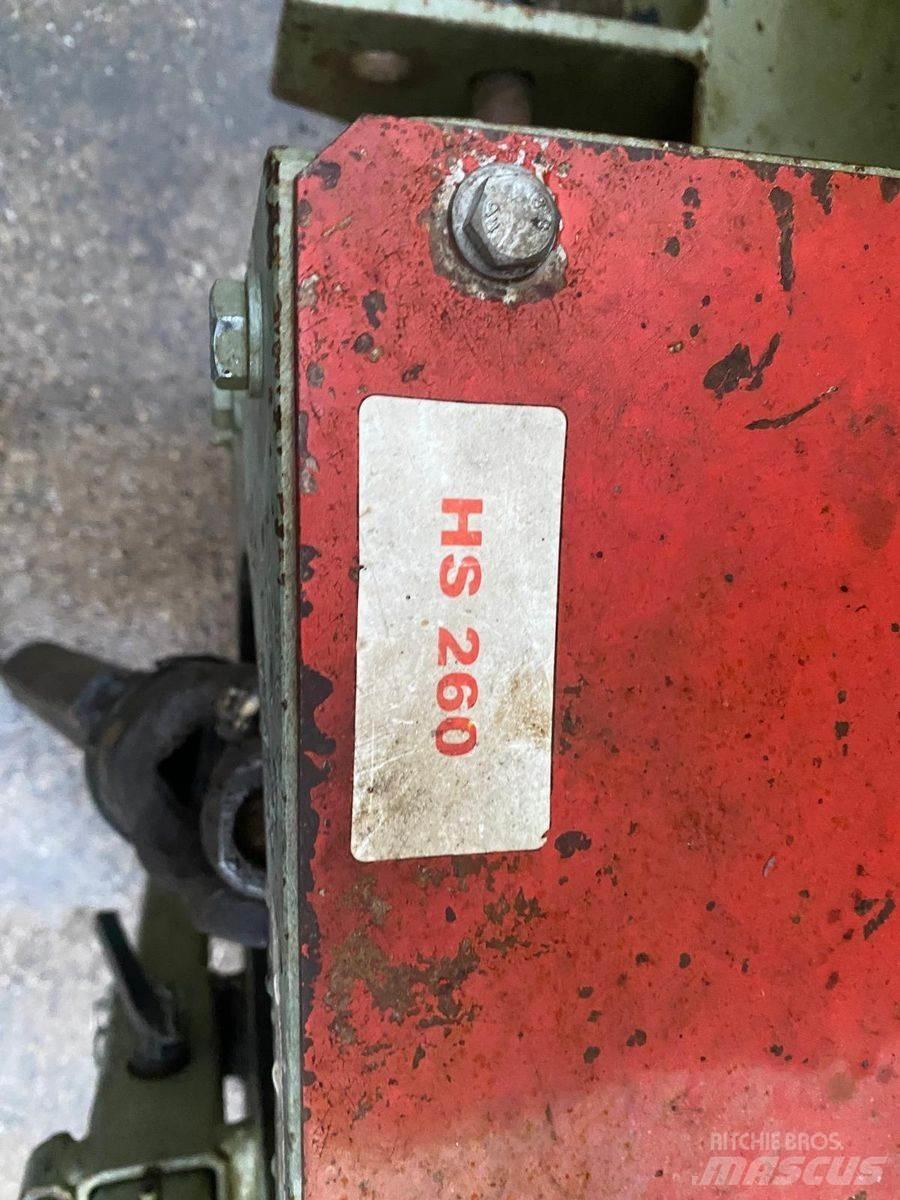 HS 260
RITCHIE BROS.
MASCUS